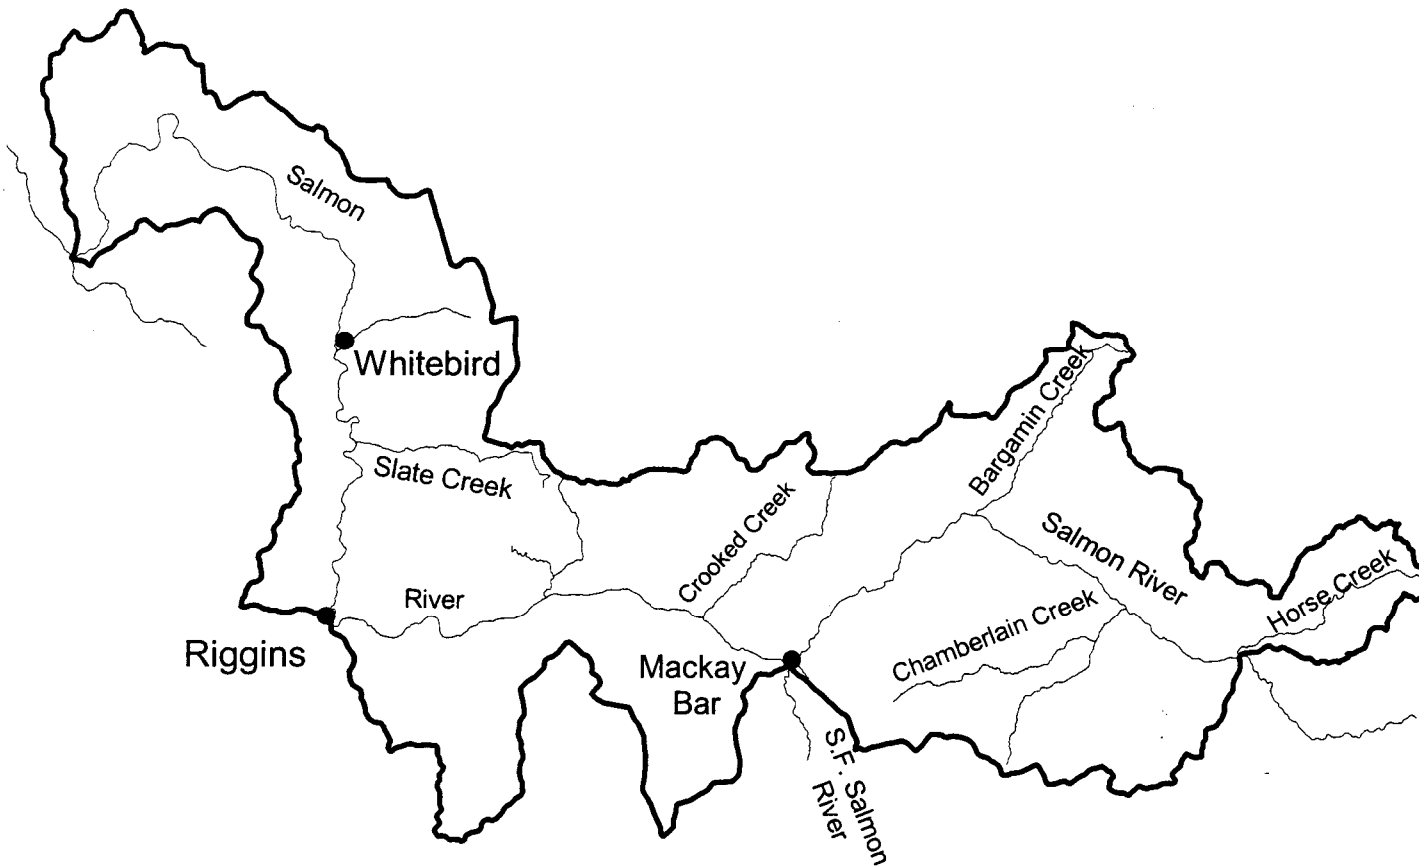 Salmon
Whitebird
Bargamin Creek
Slate Creek
Crooked Creek
Salmon River
Horse Creek
River
Chamberlain Creek
Riggins
Mackay
Bar
S.F. Salmon
River